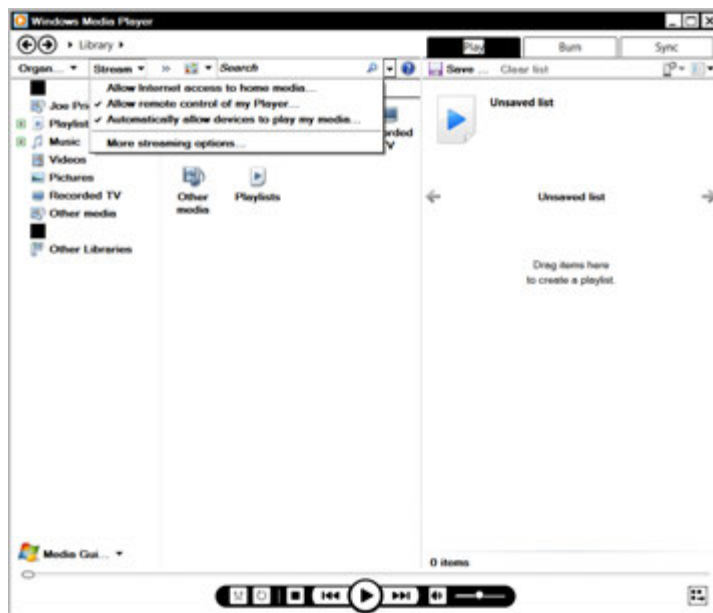 Windows Media Player
Library
Play
Burn
Sync
Organ...
Stream
»
Search
Save ...
Clear list
Allow Internet access to home media...
Allow remote control of my Player...
Automatically allow devices to play my media...
More streaming options...
Joe
Playlist
Music
Videos
Pictures
Recorded TV
Other media
Other Libraries
Other media
Playlists
orded
TV
Unsaved list
Unsaved list
Drag items here
to create a playlist.
Media Gui...
0 items